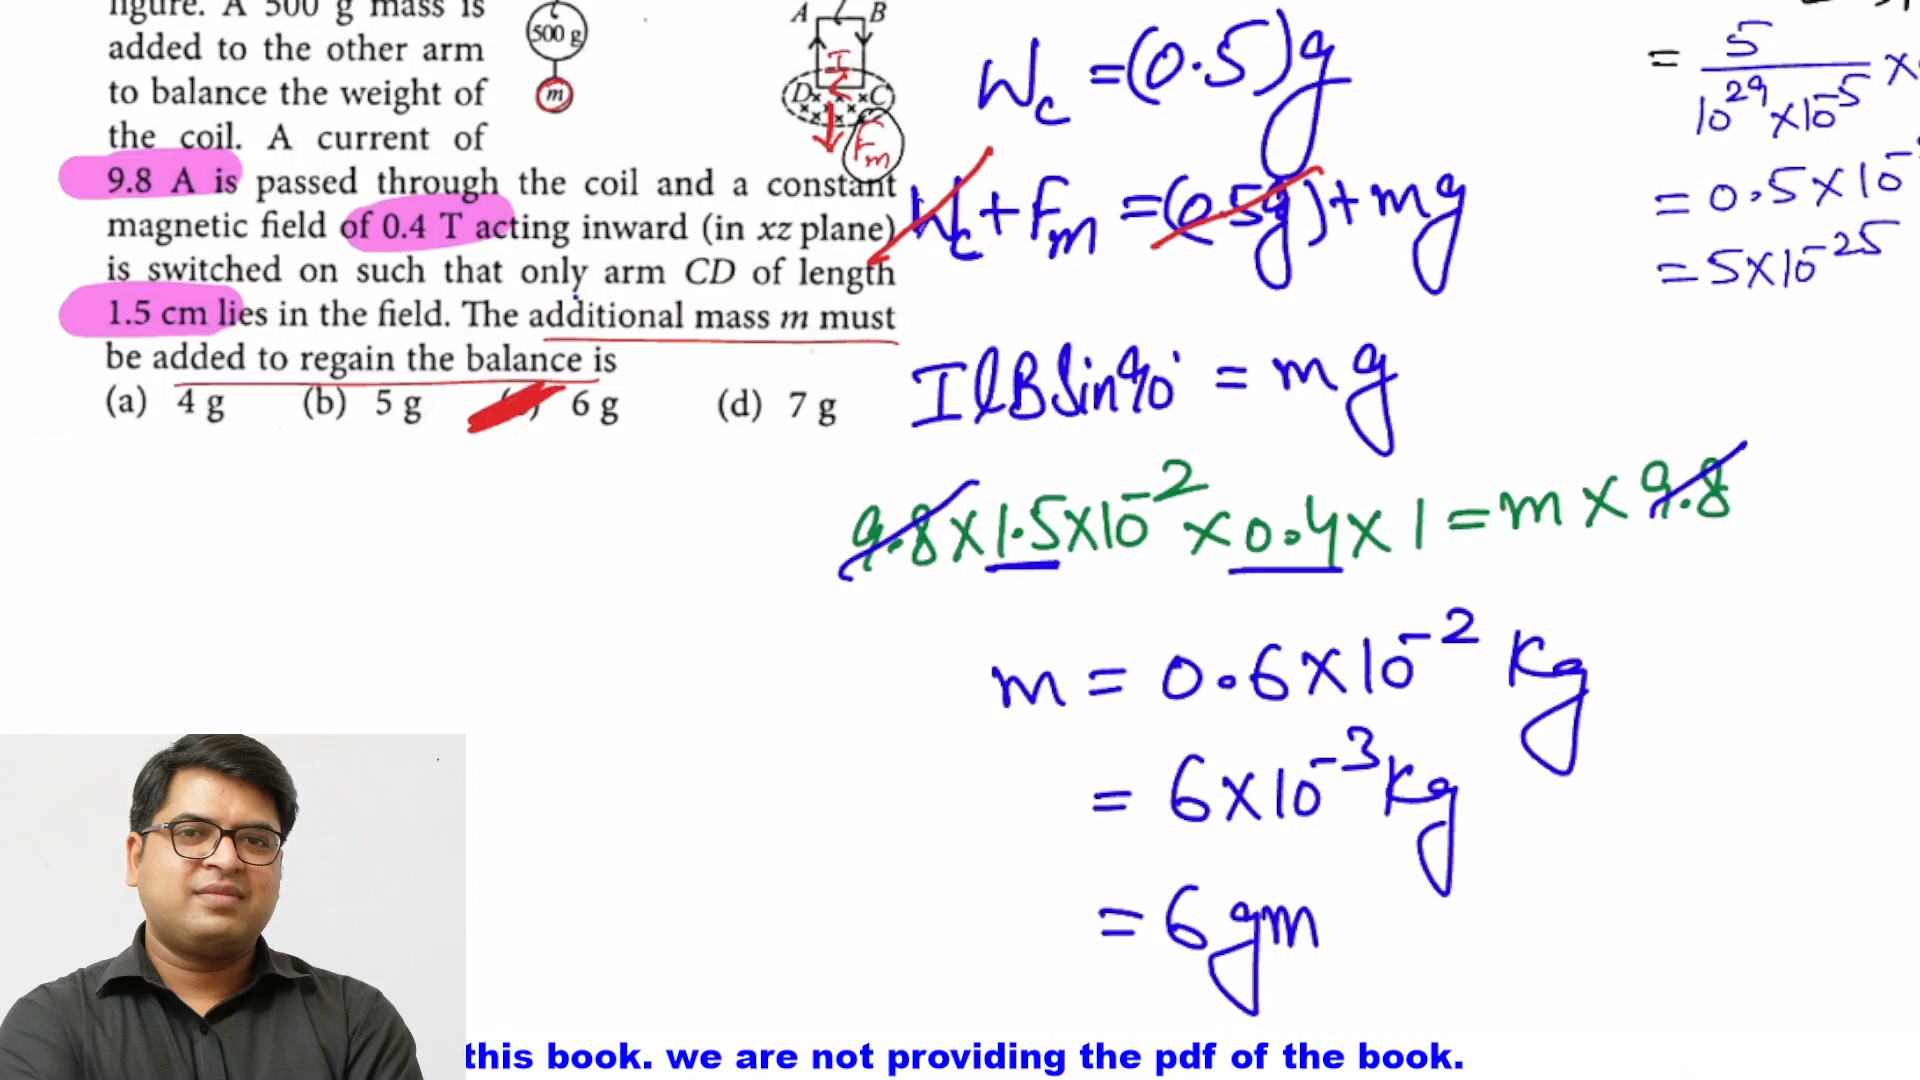 figure. A 500 g mass is
added to the other arm
to balance the weight of
the coil. A current of
9.8 A is passed through the coil and a constant
magnetic field of 0.4 T acting inward (in xz plane)
is switched on such that only arm CD of length
1.5 cm lies in the field. The additional mass m must
be added to regain the balance is
(a) 4 g (b) 5 g 6 g (d) 7 g
500 g
m
A B
I
D C
Fm
Wc = (0.5)g
Wc + Fm = (0.5g) + mg
IlB Sin90° = mg
9.8 × 1.5 × 10⁻² × 0.4 × 1 = m × 9.8
m = 0.6 × 10⁻² Kg
= 6 × 10⁻³ Kg
= 6 gm
= 5 / 10²⁹ × 10⁻⁵ ×
= 0.5 × 10⁻
= 5 × 10⁻²⁵
this book. we are not providing the pdf of the book.